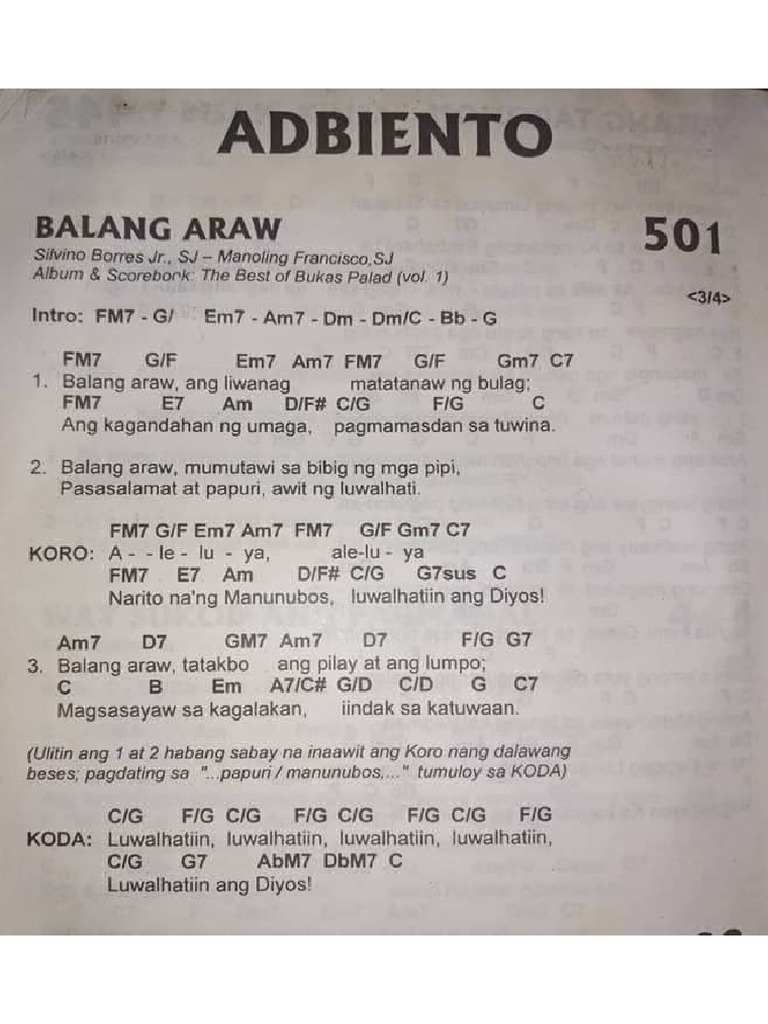 ADBIENTO
BALANG ARAW 501
Silvino Borres Jr., SJ – Manoling Francisco,SJ
Album & Scorebook: The Best of Bukas Palad (vol. 1)
<3/4>
Intro: FM7 - G/ Em7 - Am7 - Dm - Dm/C - Bb - G
FM7 G/F Em7 Am7 FM7 G/F Gm7 C7
1. Balang araw, ang liwanag matatanaw ng bulag;
FM7 E7 Am D/F# C/G F/G C
Ang kagandahan ng umaga, pagmamasdan sa tuwina.
2. Balang araw, mumutawi sa bibig ng mga pipi,
Pasasalamat at papuri, awit ng luwalhati.
FM7 G/F Em7 Am7 FM7 G/F Gm7 C7
KORO: A - - le - lu - ya, ale-lu - ya
FM7 E7 Am D/F# C/G G7sus C
Narito na'ng Manunubos, luwalhatiin ang Diyos!
Am7 D7 GM7 Am7 D7 F/G G7
3. Balang araw, tatakbo ang pilay at ang lumpo;
C B Em A7/C# G/D C/D G C7
Magsasayaw sa kagalakan, iindak sa katuwaan.
(Ulitin ang 1 at 2 habang sabay na inaawit ang Koro nang dalawang
beses; pagdating sa "...papuri / manunubos,..." tumuloy sa KODA)
C/G F/G C/G F/G C/G F/G C/G F/G
KODA: Luwalhatiin, luwalhatiin, luwalhatiin, luwalhatiin,
C/G G7 AbM7 DbM7 C
Luwalhatiin ang Diyos!